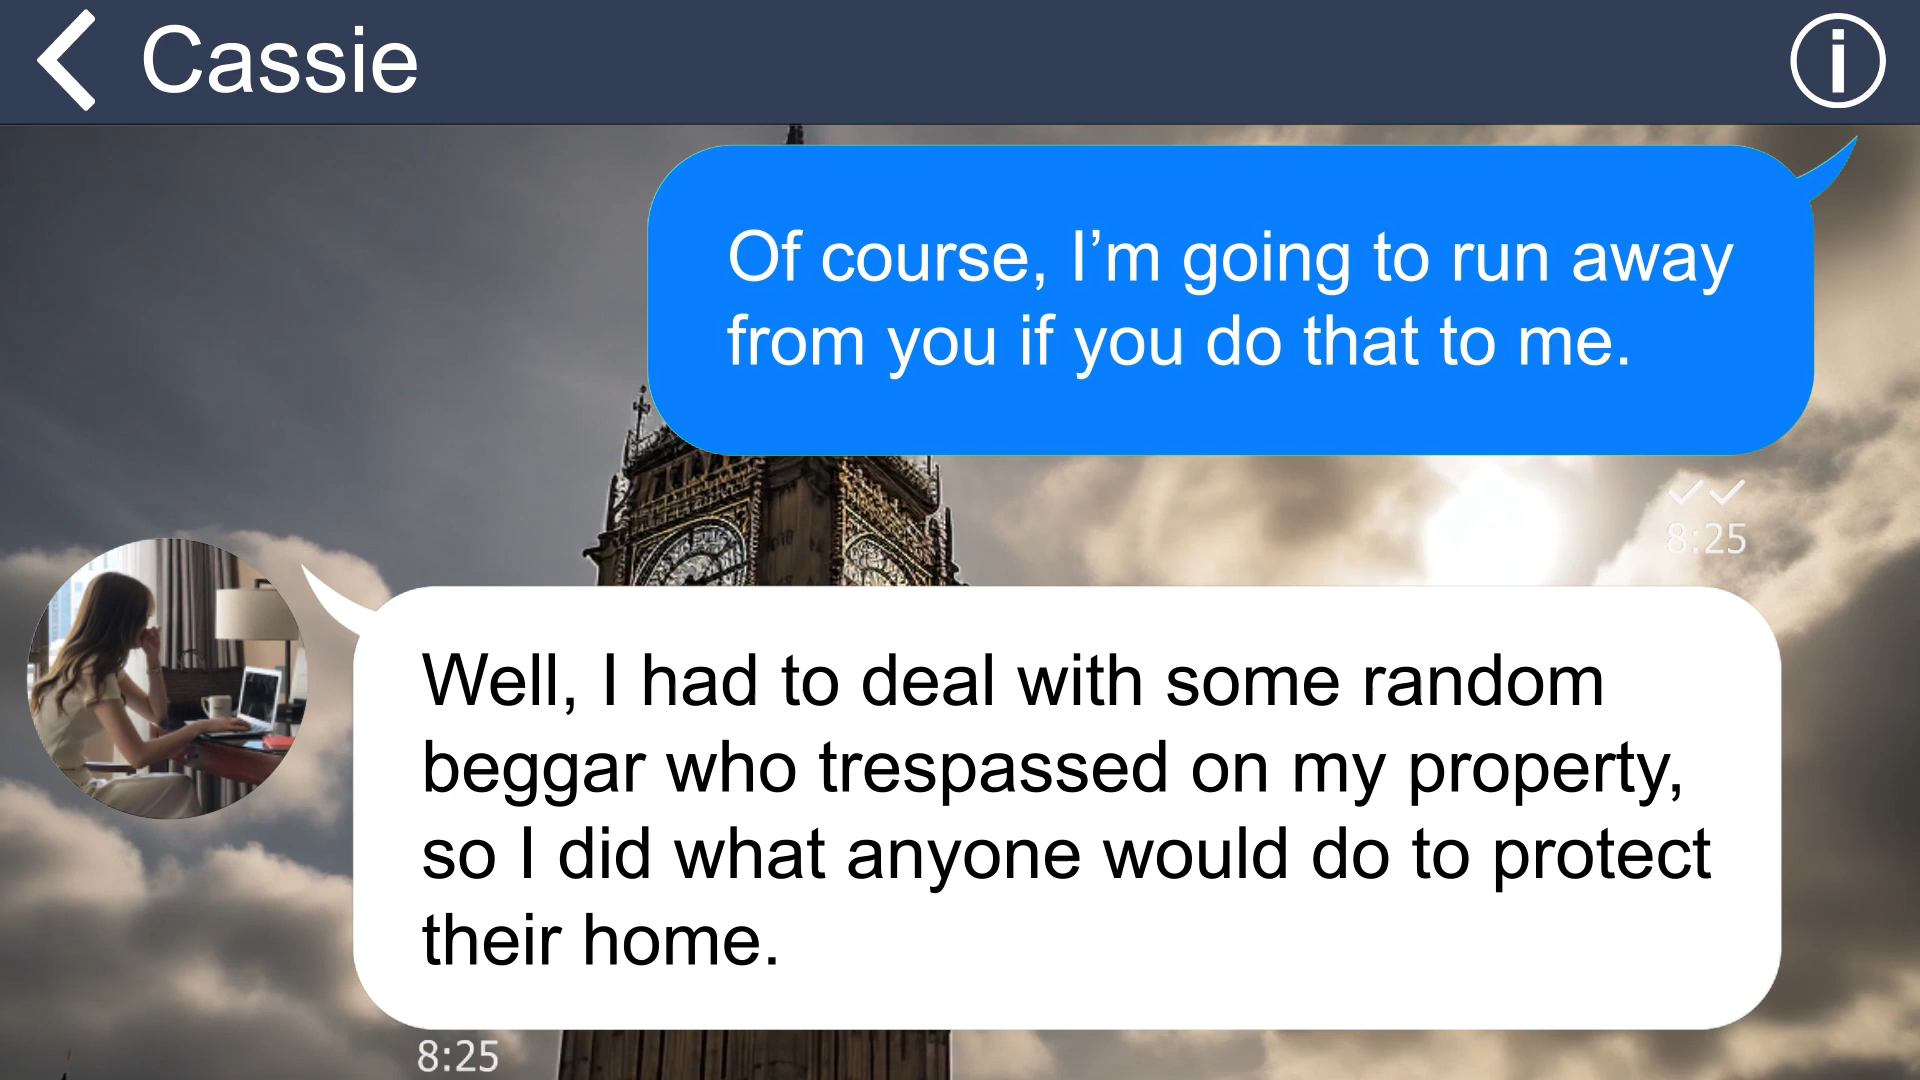 Cassie
Of course, I’m going to run away
from you if you do that to me.
8:25
Well, I had to deal with some random
beggar who trespassed on my property,
so I did what anyone would do to protect
their home.
8:25